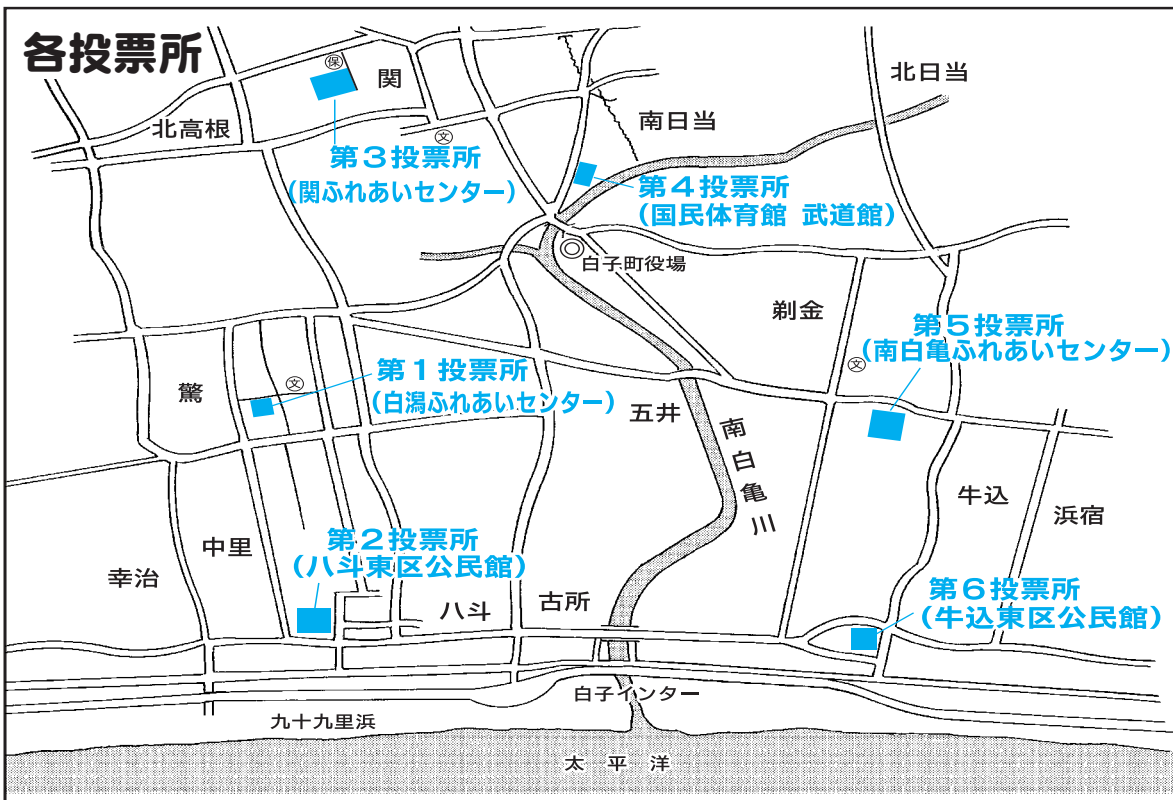 各投票所
保
関
北日当
北高根
南日当
文
第3投票所
(関ふれあいセンター)
第4投票所
(国民体育館 武道館)
白子町役場
剃金
第5投票所
(南白亀ふれあいセンター)
文
第1投票所
(白潟ふれあいセンター)
文
驚
五井
南白亀川
牛込
浜宿
第2投票所
(八斗東区公民館)
中里
幸治
八斗
古所
第6投票所
(牛込東区公民館)
白子インター
九十九里浜
太平洋